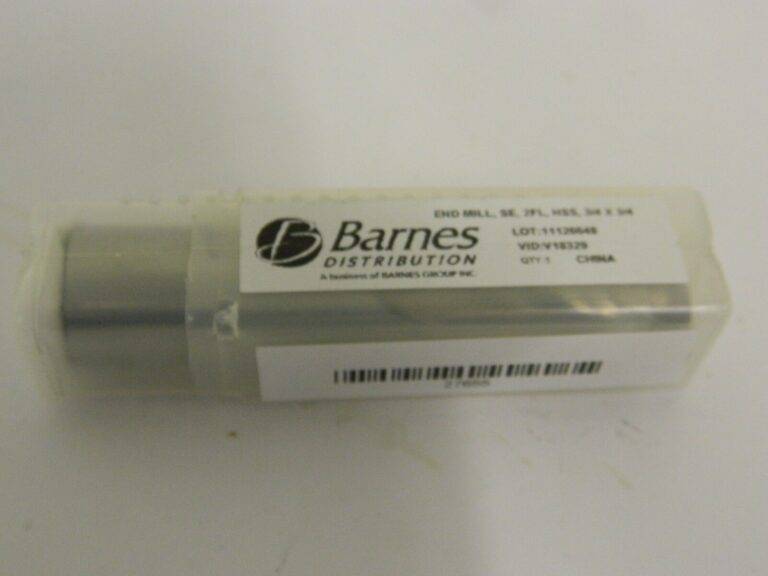 END MILL, SE, 2FL, HSS, 3/4 X 3/4
Barnes
DISTRIBUTION
A business of BARNES GROUP INC.
LOT:11126648
VID:V18329
QTY:1 CHINA
27655